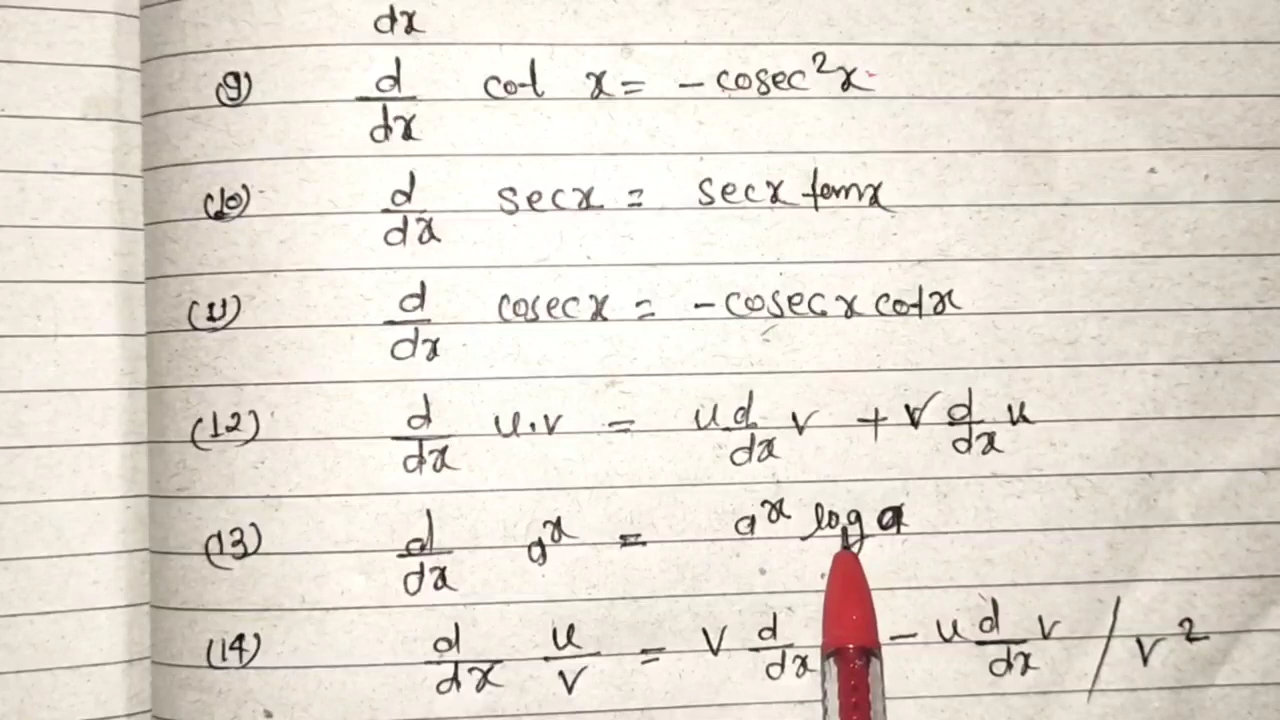 dx
(9) d/dx cot x = -cosec²x
(10) d/dx secx = secx tanx
(11) d/dx cosecx = -cosecx cotx
(12) d/dx u.v = u d/dx v + v d/dx u
(13) d/dx a^x = a^x log a
(14) d/dx u/v = v d/dx - u d/dx v / v²